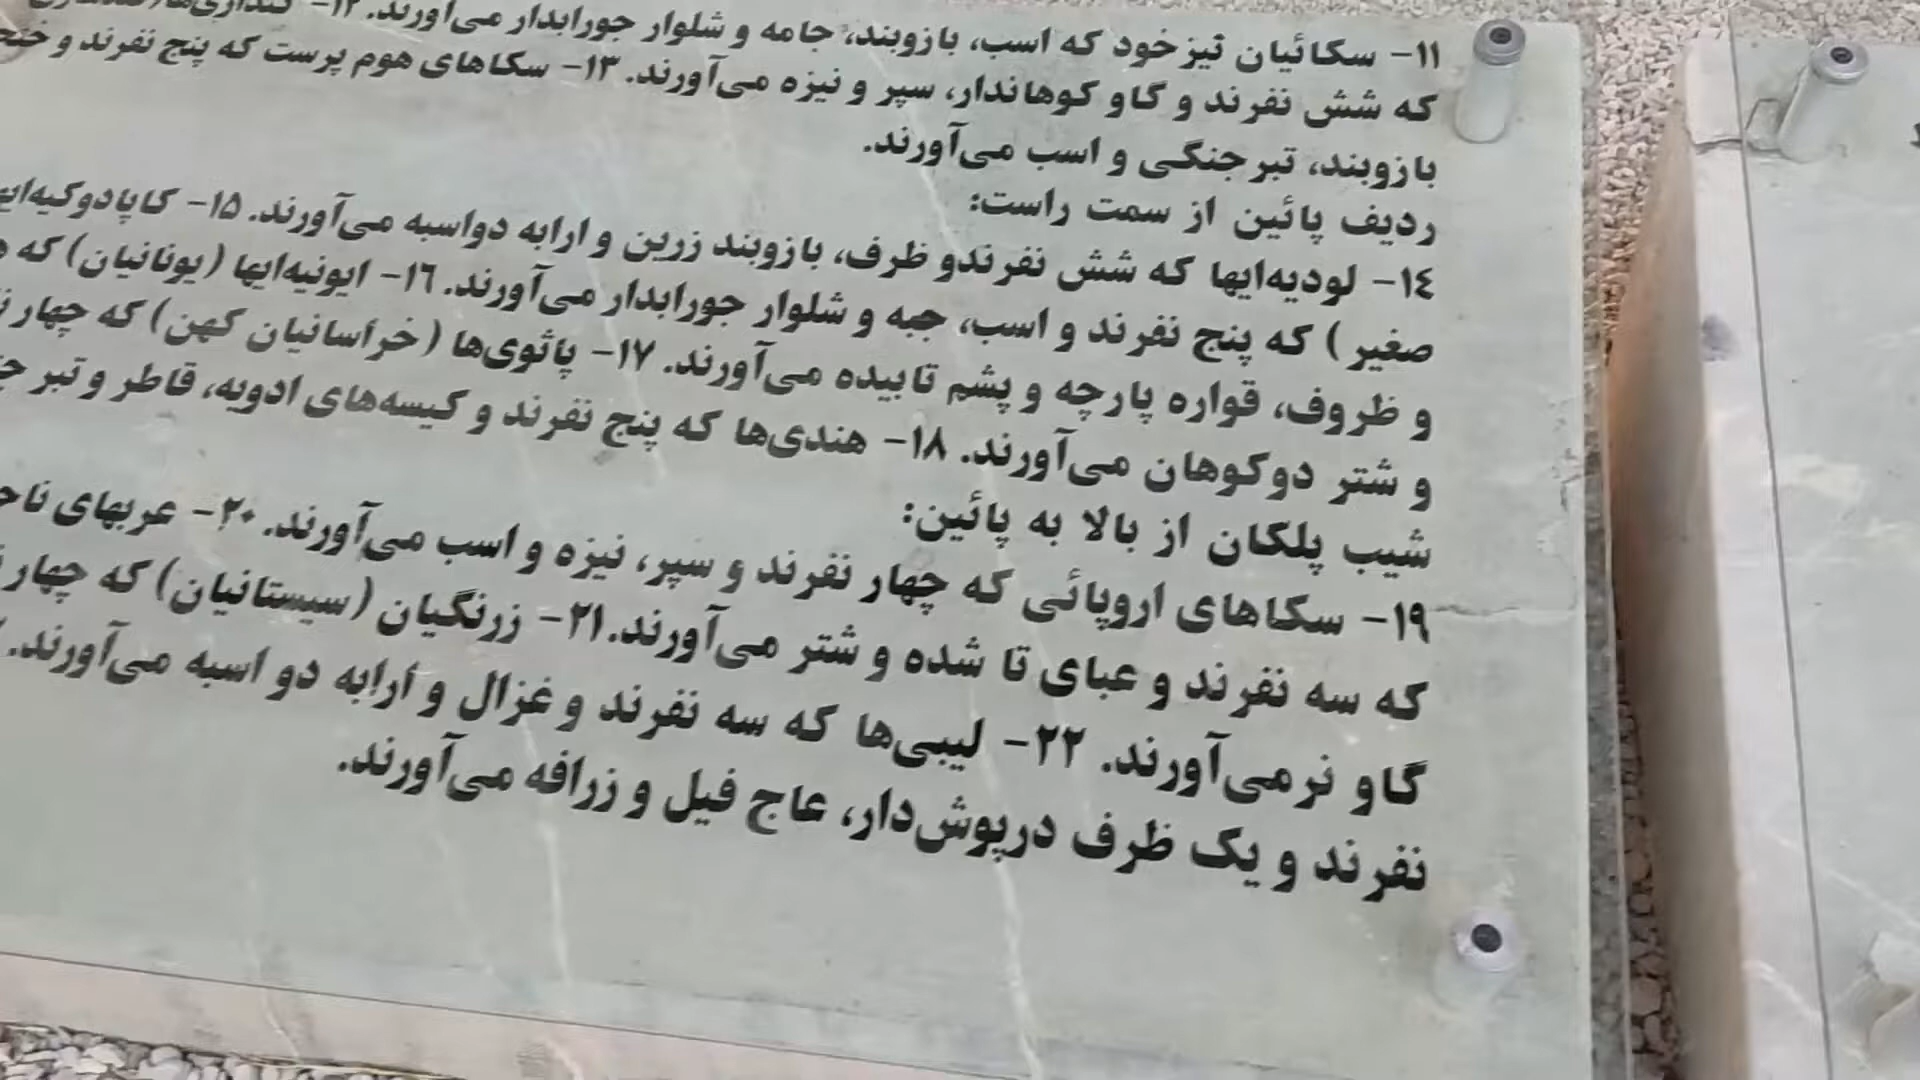 ۱۱- سکائیان تیزخود که اسب، بازوبند، جامه و شلوار جورابدار می‌آورند. ۱۲-
که شش نفرند و گاو کوهاندار، سپر و نیزه می‌آورند. ۱۳- سکاهای هوم پرست که پنج نفرند و
بازوبند، تبرجنگی و اسب می‌آورند.
ردیف پائین از سمت راست:
۱۴- لودیه‌ایها که شش نفرندو ظرف، بازوبند زرین و ارابه دواسبه می‌آورند. ۱۵-
صغیر) که پنج نفرند و اسب، جبه و شلوار جورابدار می‌آورند. ۱۶- ایونیه‌ایها (یونانیان) که
و ظروف، قواره پارچه و پشم تابیده می‌آورند. ۱۷- پاثوی‌ها (خراسانیان کهن) که چهار
و شتر دوکوهان می‌آورند. ۱۸- هندی‌ها که پنج نفرند و کیسه‌های ادویه، قاطر و تبر
شیب پلکان از بالا به پائین:
۱۹- سکاهای اروپائی که چهار نفرند و سپر، نیزه و اسب می‌آورند. ۲۰- عربهای
که سه نفرند و عبای تا شده و شتر می‌آورند.۲۱- زرنگیان (سیستانیان) که چهار
گاو نرمی‌آورند. ۲۲- لیبی‌ها که سه نفرند و غزال و ارابه دو اسبه می‌آورند.
نفرند و یک ظرف درپوش‌دار، عاج فیل و زرافه می‌آورند.